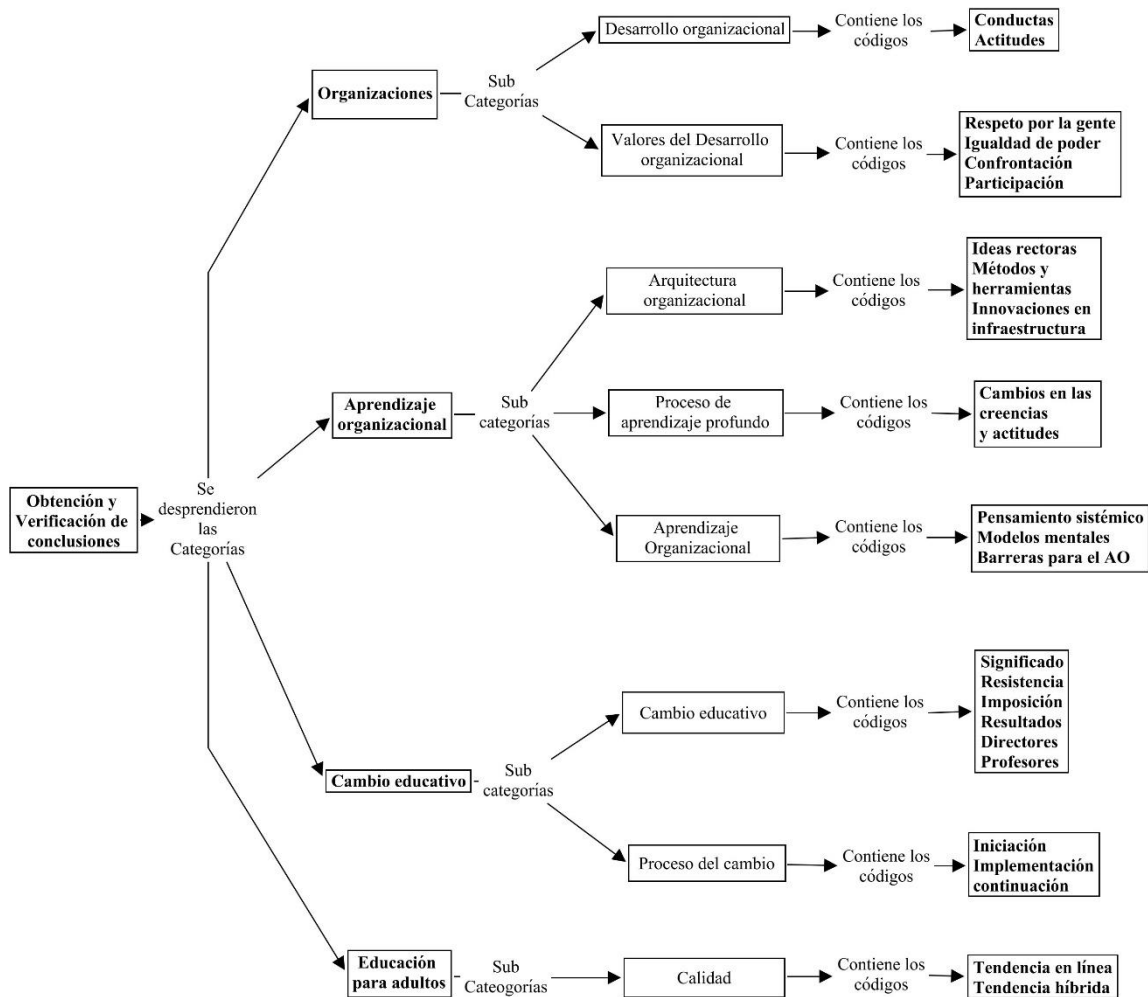 Obtención y
Verificación de
conclusiones
Se
desprendieron
las
Categorías
Organizaciones
Sub
Categorías
Desarrollo organizacional
Contiene los
códigos
Conductas
Actitudes
Valores del Desarrollo
organizacional
Contiene los
códigos
Respeto por la gente
Igualdad de poder
Confrontación
Participación
Aprendizaje
organizacional
Sub
categorías
Arquitectura
organizacional
Contiene los
códigos
Ideas rectoras
Métodos y
herramientas
Innovaciones en
infraestructura
Proceso de
aprendizaje profundo
Contiene los
códigos
Cambios en las
creencias
y actitudes
Aprendizaje
Organizacional
Contiene los
códigos
Pensamiento sistémico
Modelos mentales
Barreras para el AO
Cambio educativo
Sub
categorías
Cambio educativo
Contiene los
códigos
Significado
Resistencia
Imposición
Resultados
Directores
Profesores
Proceso del cambio
Contiene los
códigos
Iniciación
Implementación
continuación
Educación
para adultos
Sub
Cateogorías
Calidad
Contiene los
códigos
Tendencia en línea
Tendencia híbrida